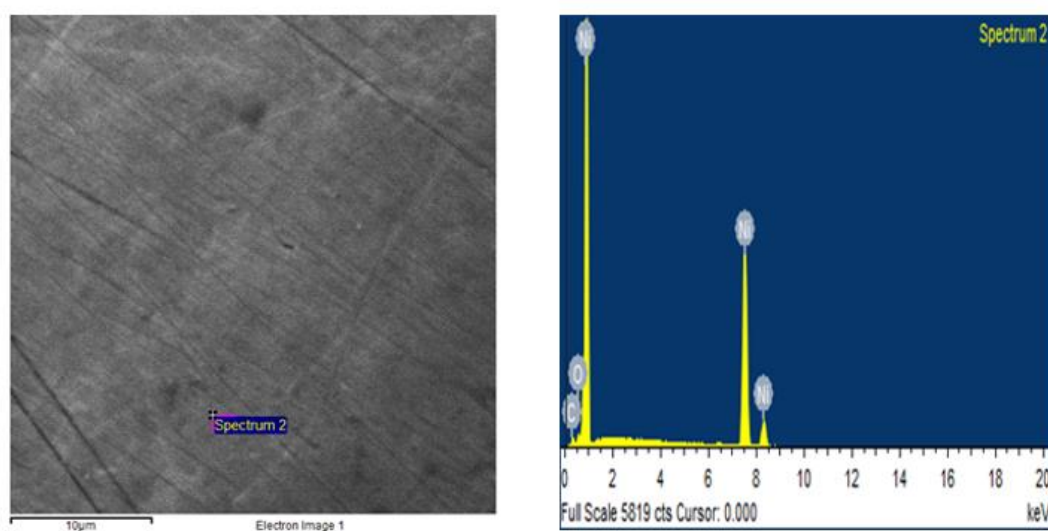 Spectrum 2
10µm
Electron Image 1
Spectrum 2
Ni
Ni
O
Ni
C
0 2 4 6 8 10 12 14 16 18 20
Full Scale 5819 cts Cursor: 0.000
keV